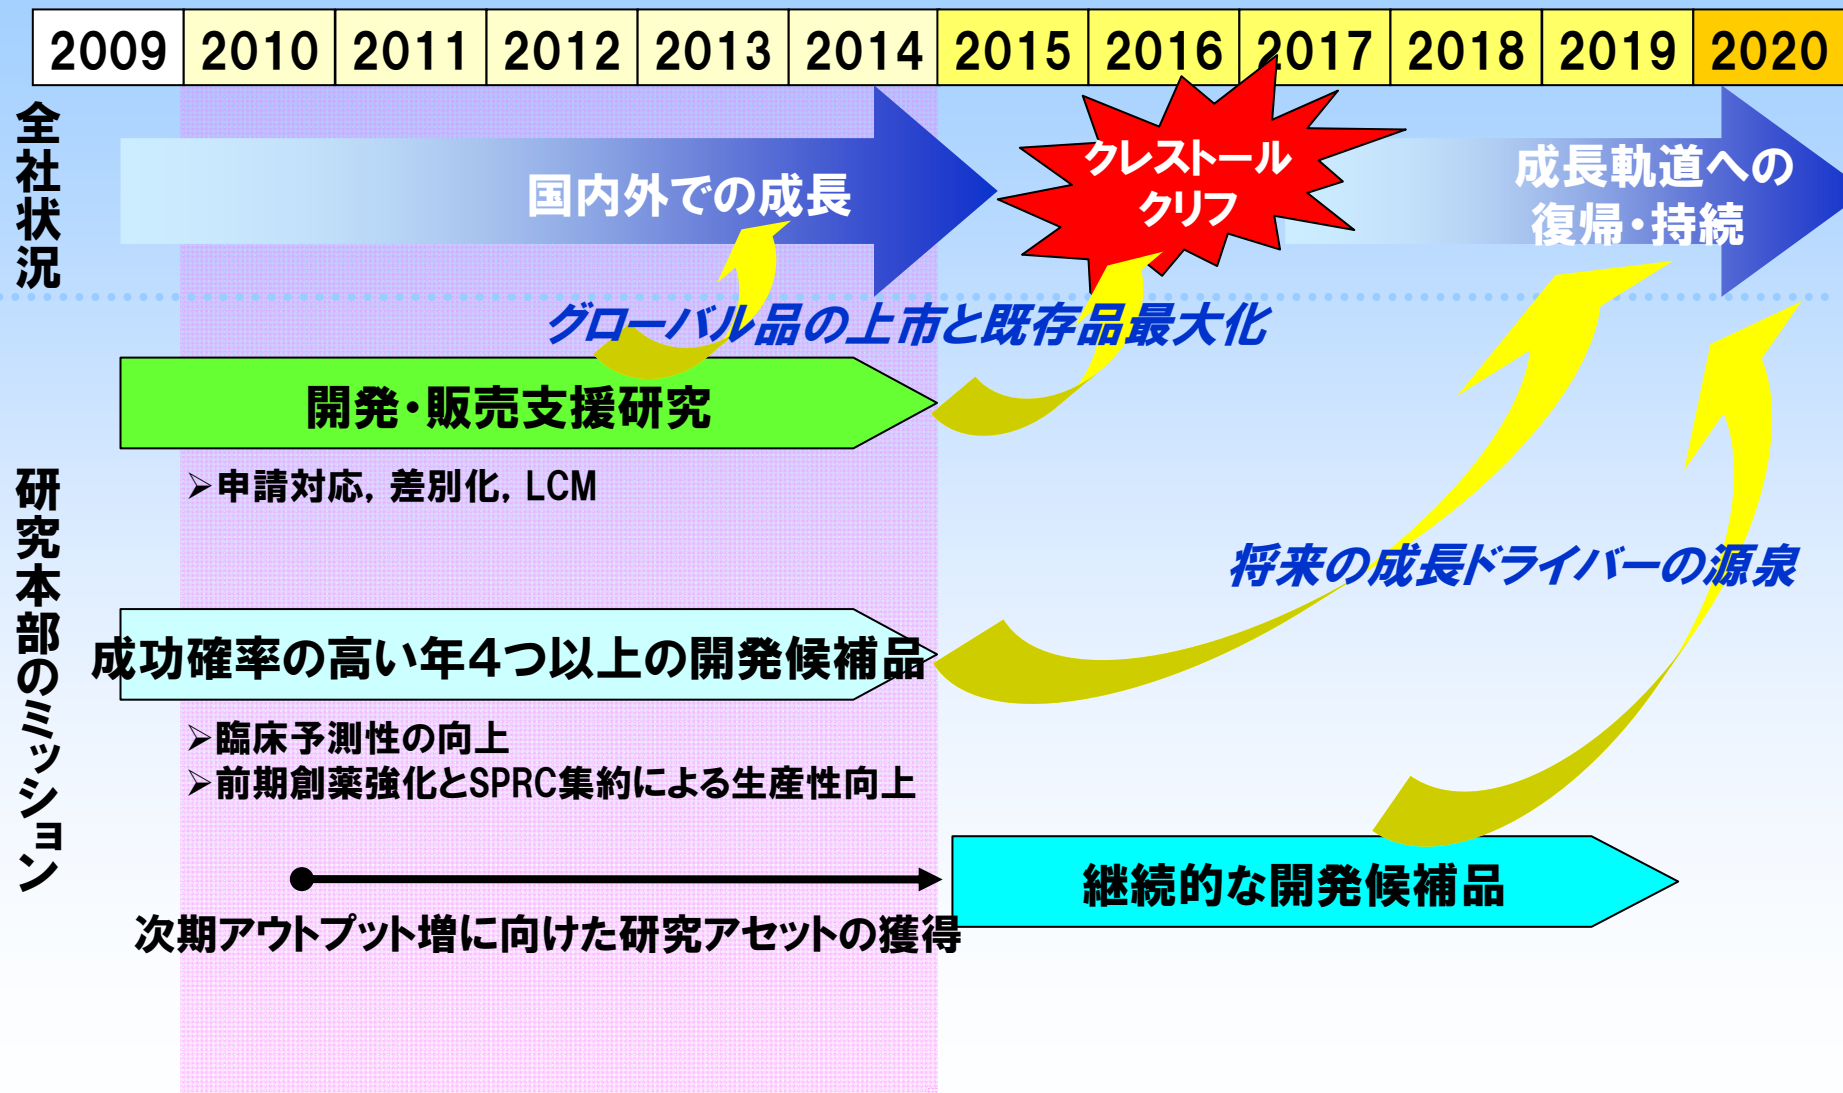 2009 2010 2011 2012 2013 2014 2015 2016 2017 2018 2019 2020
全社状況
国内外での成長
クレストール
クリフ
成長軌道への
復帰・持続
グローバル品の上市と既存品最大化
研究本部のミッション
開発・販売支援研究
➢申請対応, 差別化, LCM
将来の成長ドライバーの源泉
成功確率の高い年4つ以上の開発候補品
➢臨床予測性の向上
➢前期創薬強化とSPRC集約による生産性向上
継続的な開発候補品
次期アウトプット増に向けた研究アセットの獲得